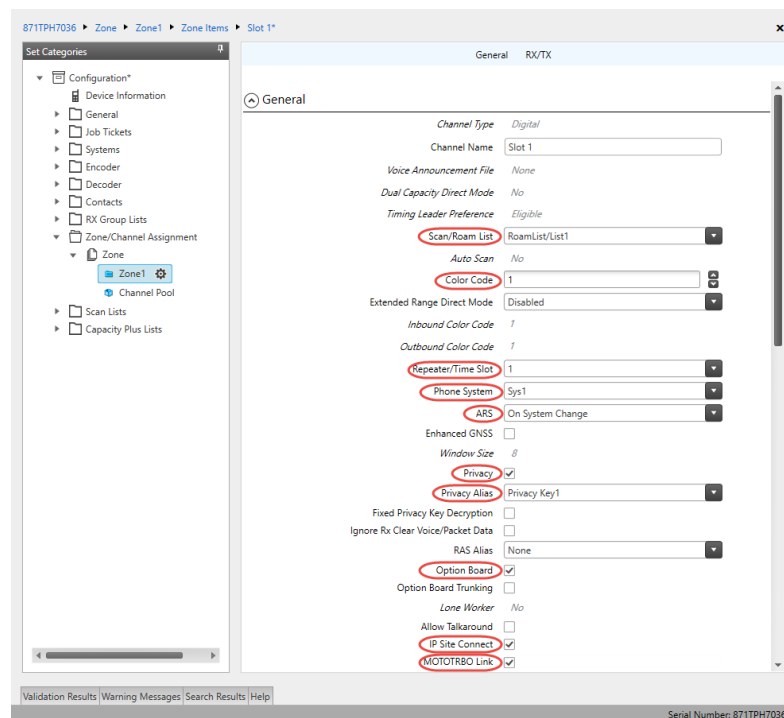 871TPH7036 Zone Zone1 Zone Items Slot 1*
Set Categories
Configuration*
Device Information
General
Job Tickets
Systems
Encoder
Decoder
Contacts
RX Group Lists
Zone/Channel Assignment
Zone
Zone1
Channel Pool
Scan Lists
Capacity Plus Lists
General RX/TX
General
Channel Type Digital
Channel Name Slot 1
Voice Announcement File None
Dual Capacity Direct Mode No
Timing Leader Preference Eligible
Scan/Roam List RoamList/List1
Auto Scan No
Color Code 1
Extended Range Direct Mode Disabled
Inbound Color Code 1
Outbound Color Code 1
Repeater/Time Slot 1
Phone System Sys1
ARS On System Change
Enhanced GNSS
Window Size 8
Privacy
Privacy Alias Privacy Key1
Fixed Privacy Key Decryption
Ignore Rx Clear Voice/Packet Data
RAS Alias None
Option Board
Option Board Trunking
Lone Worker No
Allow Talkaround
IP Site Connect
MOTOTRBO Link
Validation Results Warning Messages Search Results Help
Serial Number: 871TPH7036